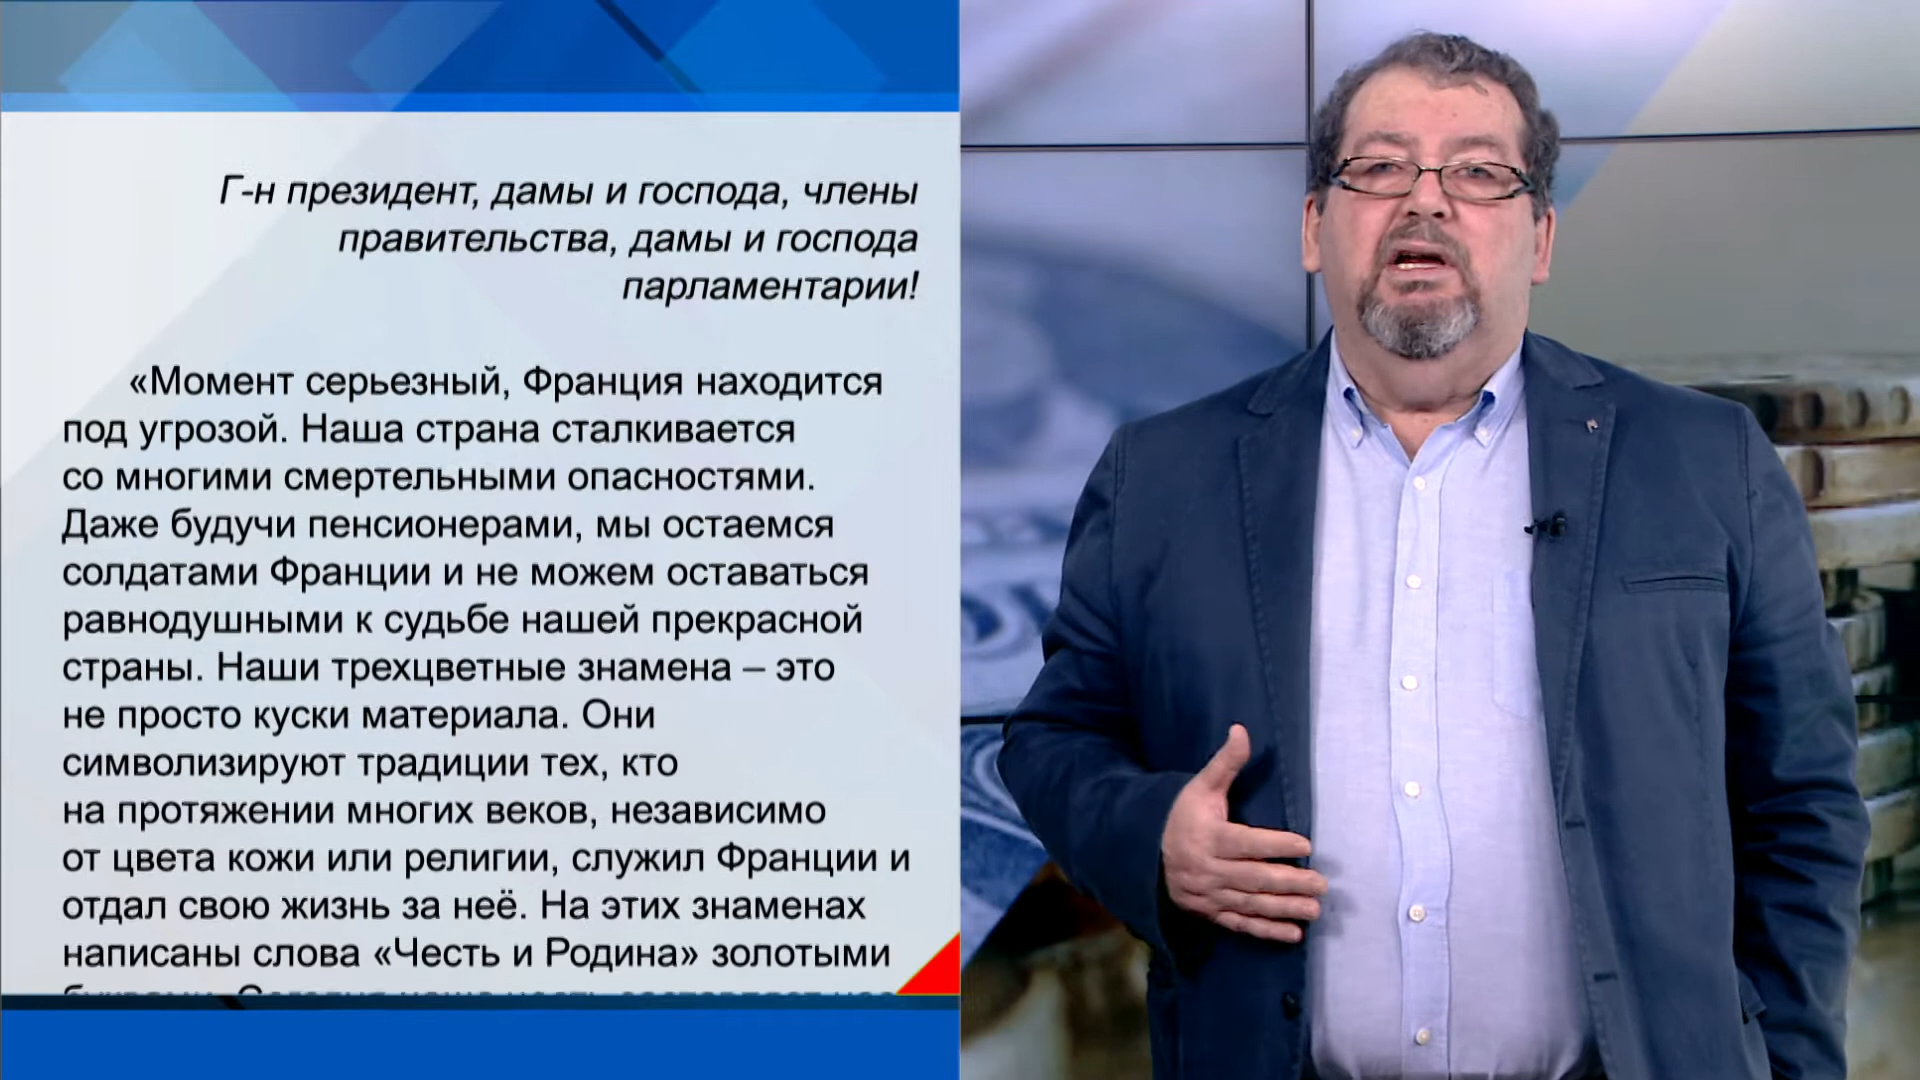 Г-н президент, дамы и господа, члены
правительства, дамы и господа
парламентарии!
«Момент серьезный, Франция находится
под угрозой. Наша страна сталкивается
со многими смертельными опасностями.
Даже будучи пенсионерами, мы остаемся
солдатами Франции и не можем оставаться
равнодушными к судьбе нашей прекрасной
страны. Наши трехцветные знамена – это
не просто куски материала. Они
символизируют традиции тех, кто
на протяжении многих веков, независимо
от цвета кожи или религии, служил Франции и
отдал свою жизнь за неё. На этих знаменах
написаны слова «Честь и Родина» золотыми